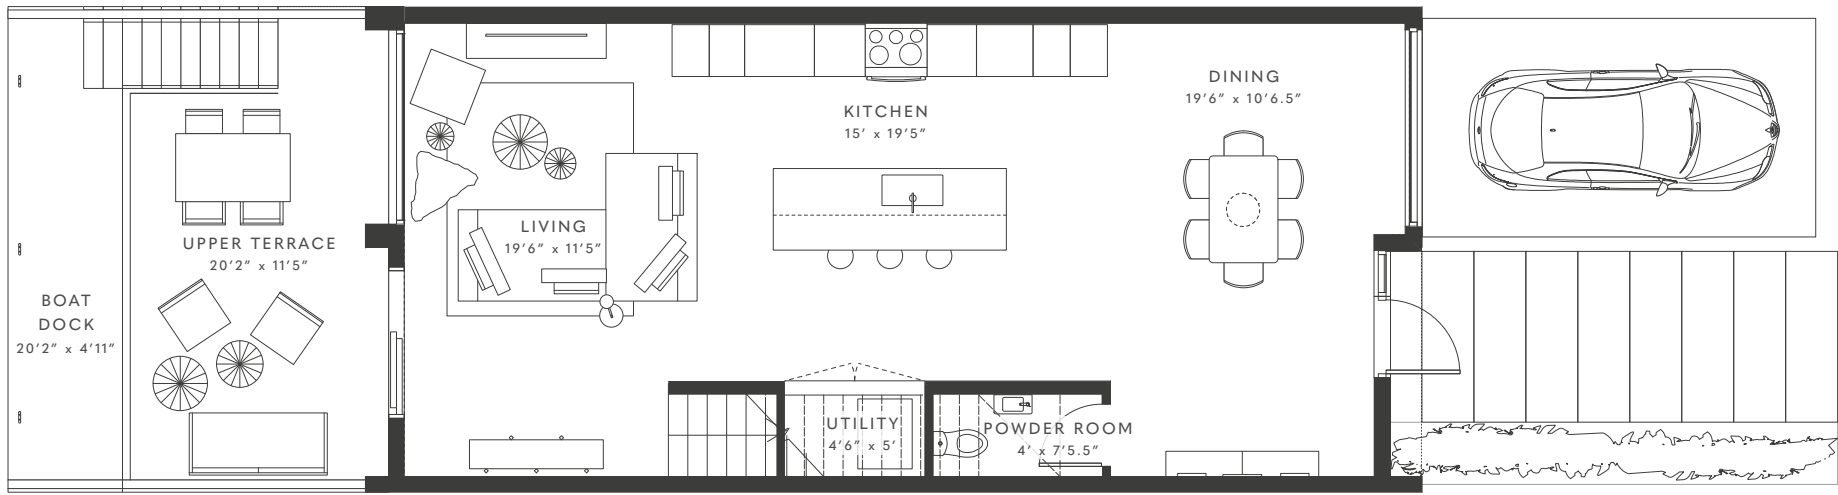 BOAT
DOCK
20'2" x 4'11"
UPPER TERRACE
20'2" x 11'5"
LIVING
19'6" x 11'5"
KITCHEN
15' x 19'5"
DINING
19'6" x 10'6.5"
UTILITY
4'6" x 5'
POWDER ROOM
4' x 7'5.5"